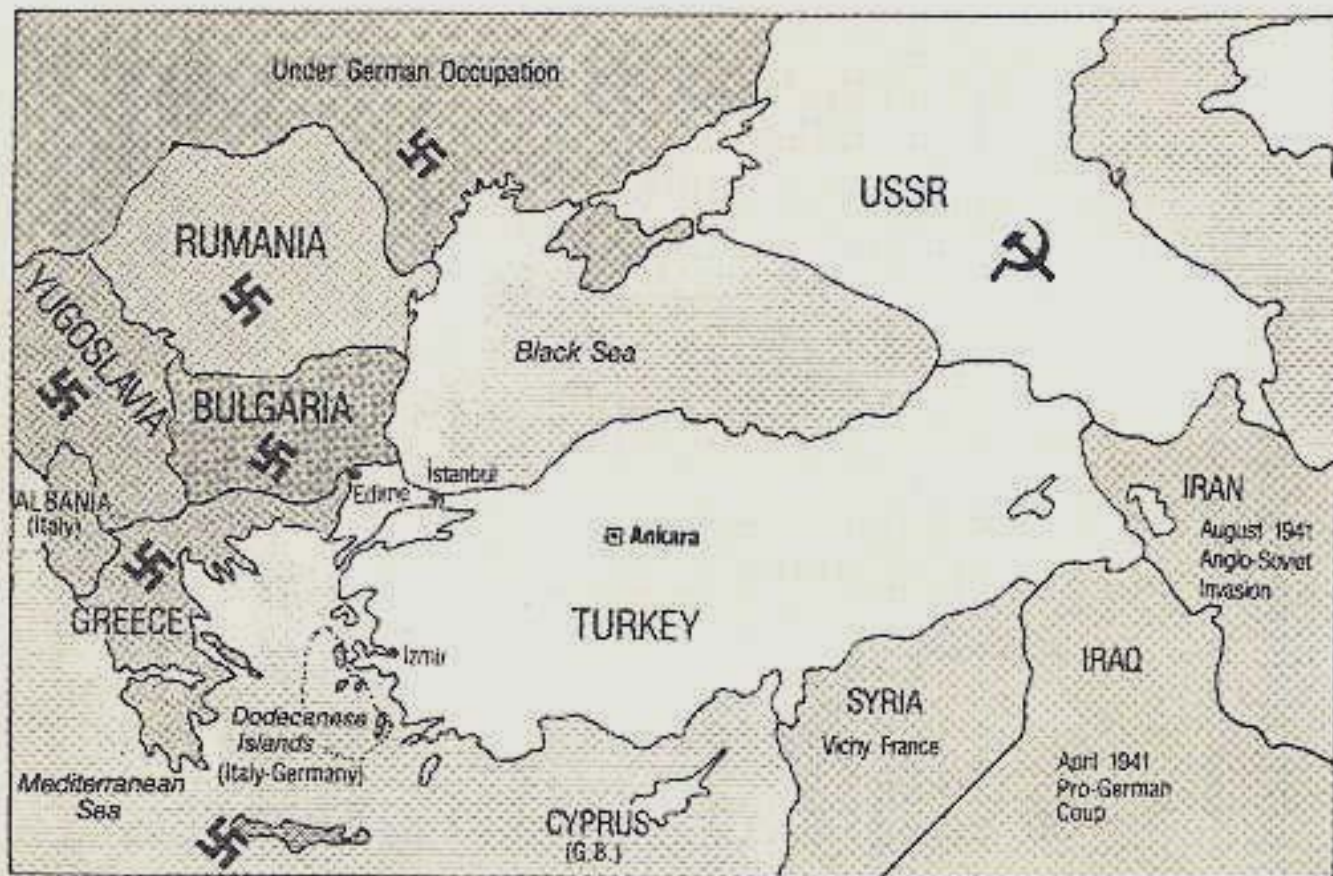 Under German Occupation
USSR
RUMANIA
YUGOSLAVIA
Black Sea
BULGARIA
İstanbul
Edirne
ALBANIA
(Italy)
IRAN
August 1941
Anglo-Soviet
Invasion
Ankara
GREECE
TURKEY
Izmir
IRAQ
SYRIA
Vichy France
Dodecanese
Islands
(Italy-Germany)
April 1941
Pro-German
Coup
Mediterranean
Sea
CYPRUS
(G.B.)